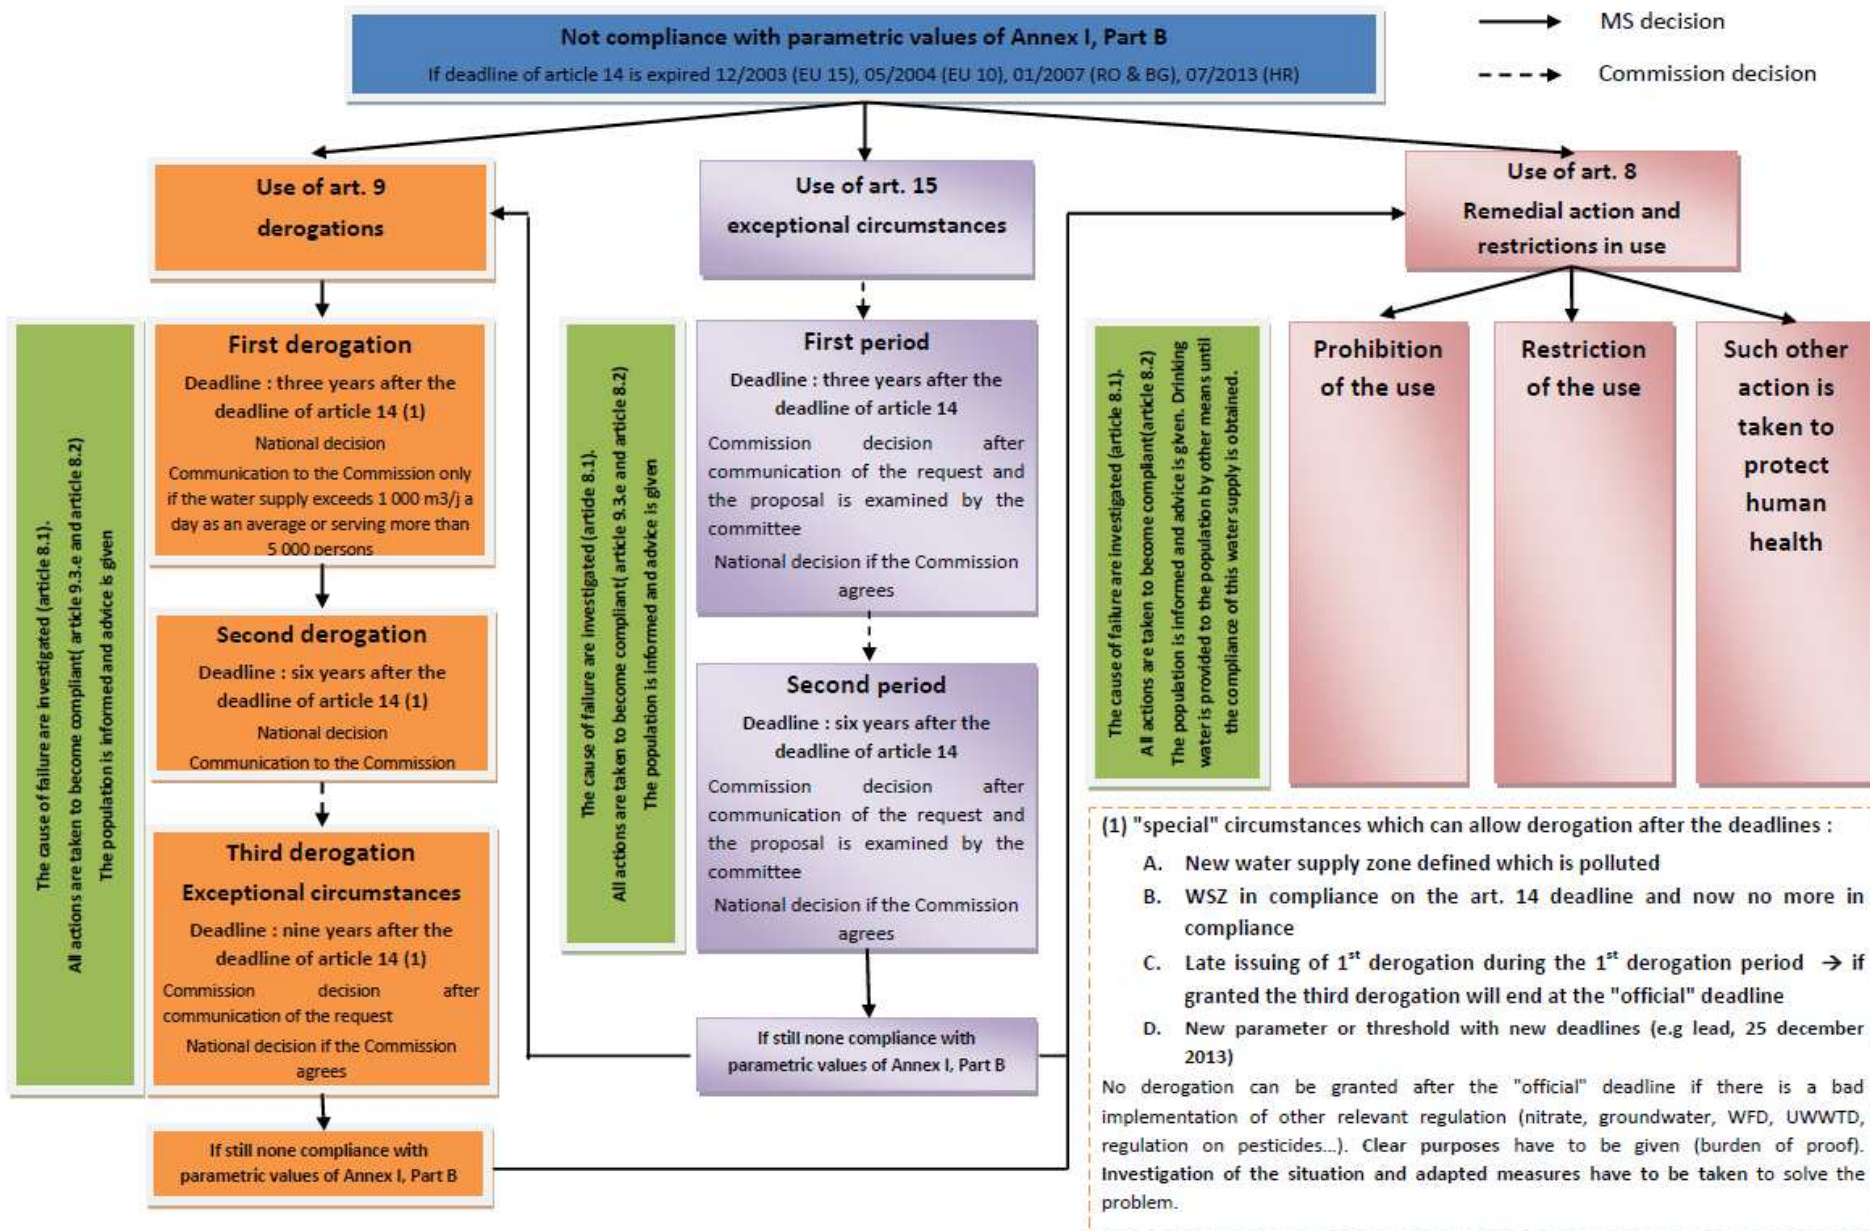 Not compliance with parametric values of Annex I, Part B
If deadline of article 14 is expired 12/2003 (EU 15), 05/2004 (EU 10), 01/2007 (RO & BG), 07/2013 (HR)
MS decision
Commission decision
Use of art. 9
derogations
Use of art. 15
exceptional circumstances
Use of art. 8
Remedial action and
restrictions in use
The cause of failure are investigated (article 8.1).
All actions are taken to become compliant( article 9.3.e and article 8.2)
The population is informed and advice is given
First derogation
Deadline : three years after the
deadline of article 14 (1)
National decision
Communication to the Commission only
if the water supply exceeds 1 000 m3/j a
day as an average or serving more than
5 000 persons
Second derogation
Deadline : six years after the
deadline of article 14 (1)
National decision
Communication to the Commission
Third derogation
Exceptional circumstances
Deadline : nine years after the
deadline of article 14 (1)
Commission decision after
communication of the request
National decision if the Commission
agrees
If still none compliance with
parametric values of Annex I, Part B
The cause of failure are investigated (article 8.1).
All actions are taken to become compliant( article 9.3.e and article 8.2)
The population is informed and advice is given
First period
Deadline : three years after the
deadline of article 14
Commission decision after
communication of the request and
the proposal is examined by the
committee
National decision if the Commission
agrees
Second period
Deadline : six years after the
deadline of article 14
Commission decision after
communication of the request and
the proposal is examined by the
committee
National decision if the Commission
agrees
If still none compliance with
parametric values of Annex I, Part B
The cause of failure are investigated (article 8.1).
All actions are taken to become compliant(article 8.2)
The population is informed and advice is given. Drinking
water is provided to the population by other means until
the compliance of this water supply is obtained.
Prohibition
of the use
Restriction
of the use
Such other
action is
taken to
protect
human
health
(1) "special" circumstances which can allow derogation after the deadlines :
A. New water supply zone defined which is polluted
B. WSZ in compliance on the art. 14 deadline and now no more in
compliance
C. Late issuing of 1st derogation during the 1st derogation period → if
granted the third derogation will end at the "official" deadline
D. New parameter or threshold with new deadlines (e.g lead, 25 december
2013)
No derogation can be granted after the "official" deadline if there is a bad
implementation of other relevant regulation (nitrate, groundwater, WFD, UWWTD,
regulation on pesticides...). Clear purposes have to be given (burden of proof).
Investigation of the situation and adapted measures have to be taken to solve the
problem.